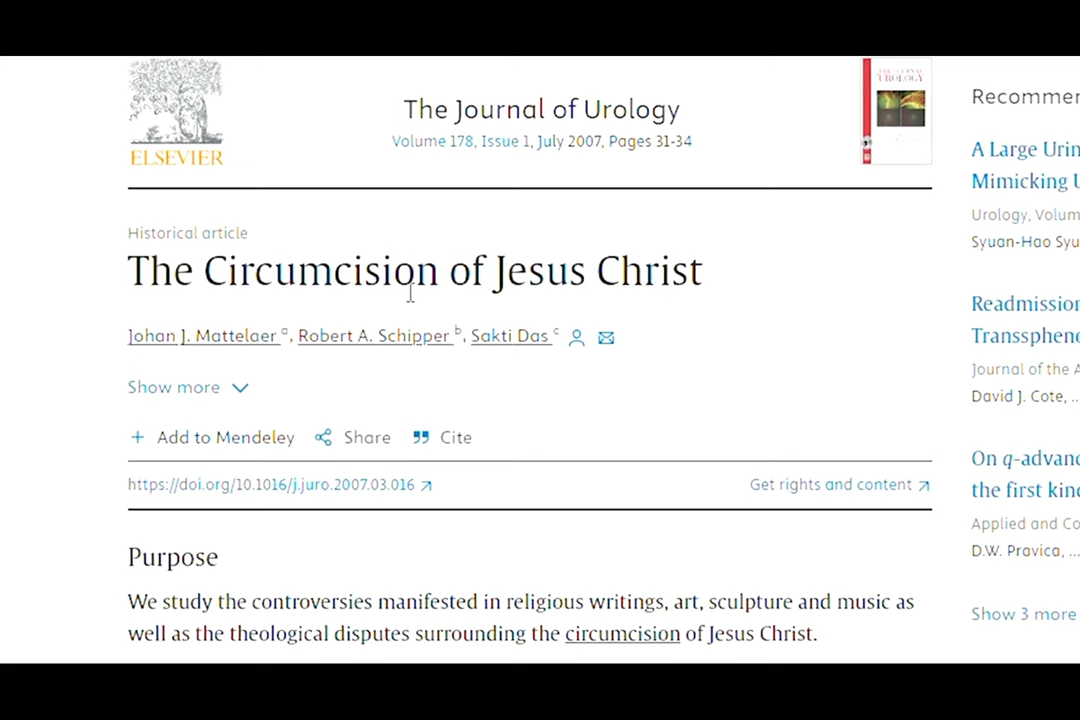 ELSEVIER
The Journal of Urology
Volume 178, Issue 1, July 2007, Pages 31-34
Historical article
The Circumcision of Jesus Christ
Johan J. Mattelaer a, Robert A. Schipper b, Sakti Das c
Show more
+ Add to Mendeley Share Cite
https://doi.org/10.1016/j.juro.2007.03.016
Get rights and content
Purpose
We study the controversies manifested in religious writings, art, sculpture and music as
well as the theological disputes surrounding the circumcision of Jesus Christ.
Recommen
A Large Urin
Mimicking U
Urology, Volum
Syuan-Hao Syu
Readmission
Transspheno
Journal of the A
David J. Cote, ...
On q-advanc
the first kind
Applied and Co
D.W. Pravica, ...
Show 3 more